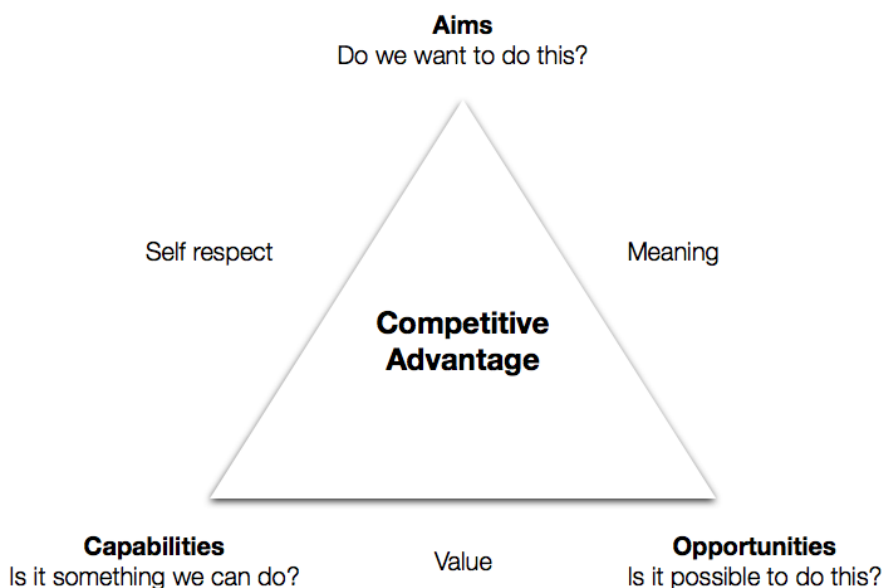 Aims
Do we want to do this?
Self respect
Meaning
Competitive
Advantage
Capabilities
Is it something we can do?
Value
Opportunities
Is it possible to do this?